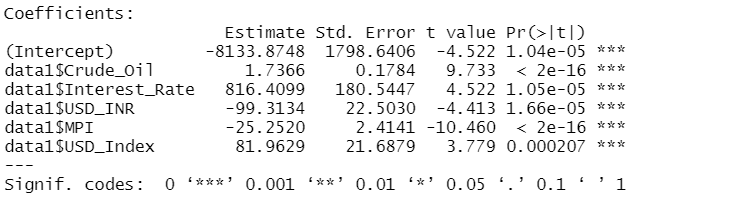 Coefficients:
                     Estimate Std. Error t value Pr(>|t|)
(Intercept)        -8133.8748  1798.6406  -4.522 1.04e-05 ***
data1$Crude_Oil        1.7366     0.1784   9.733  < 2e-16 ***
data1$Interest_Rate  816.4099   180.5447   4.522 1.05e-05 ***
data1$USD_INR        -99.3134    22.5030  -4.413 1.66e-05 ***
data1$MPI            -25.2520     2.4141 -10.460  < 2e-16 ***
data1$USD_Index       81.9629    21.6879   3.779 0.000207 ***
---
Signif. codes:  0 ‘***’ 0.001 ‘**’ 0.01 ‘*’ 0.05 ‘.’ 0.1 ‘ ’ 1